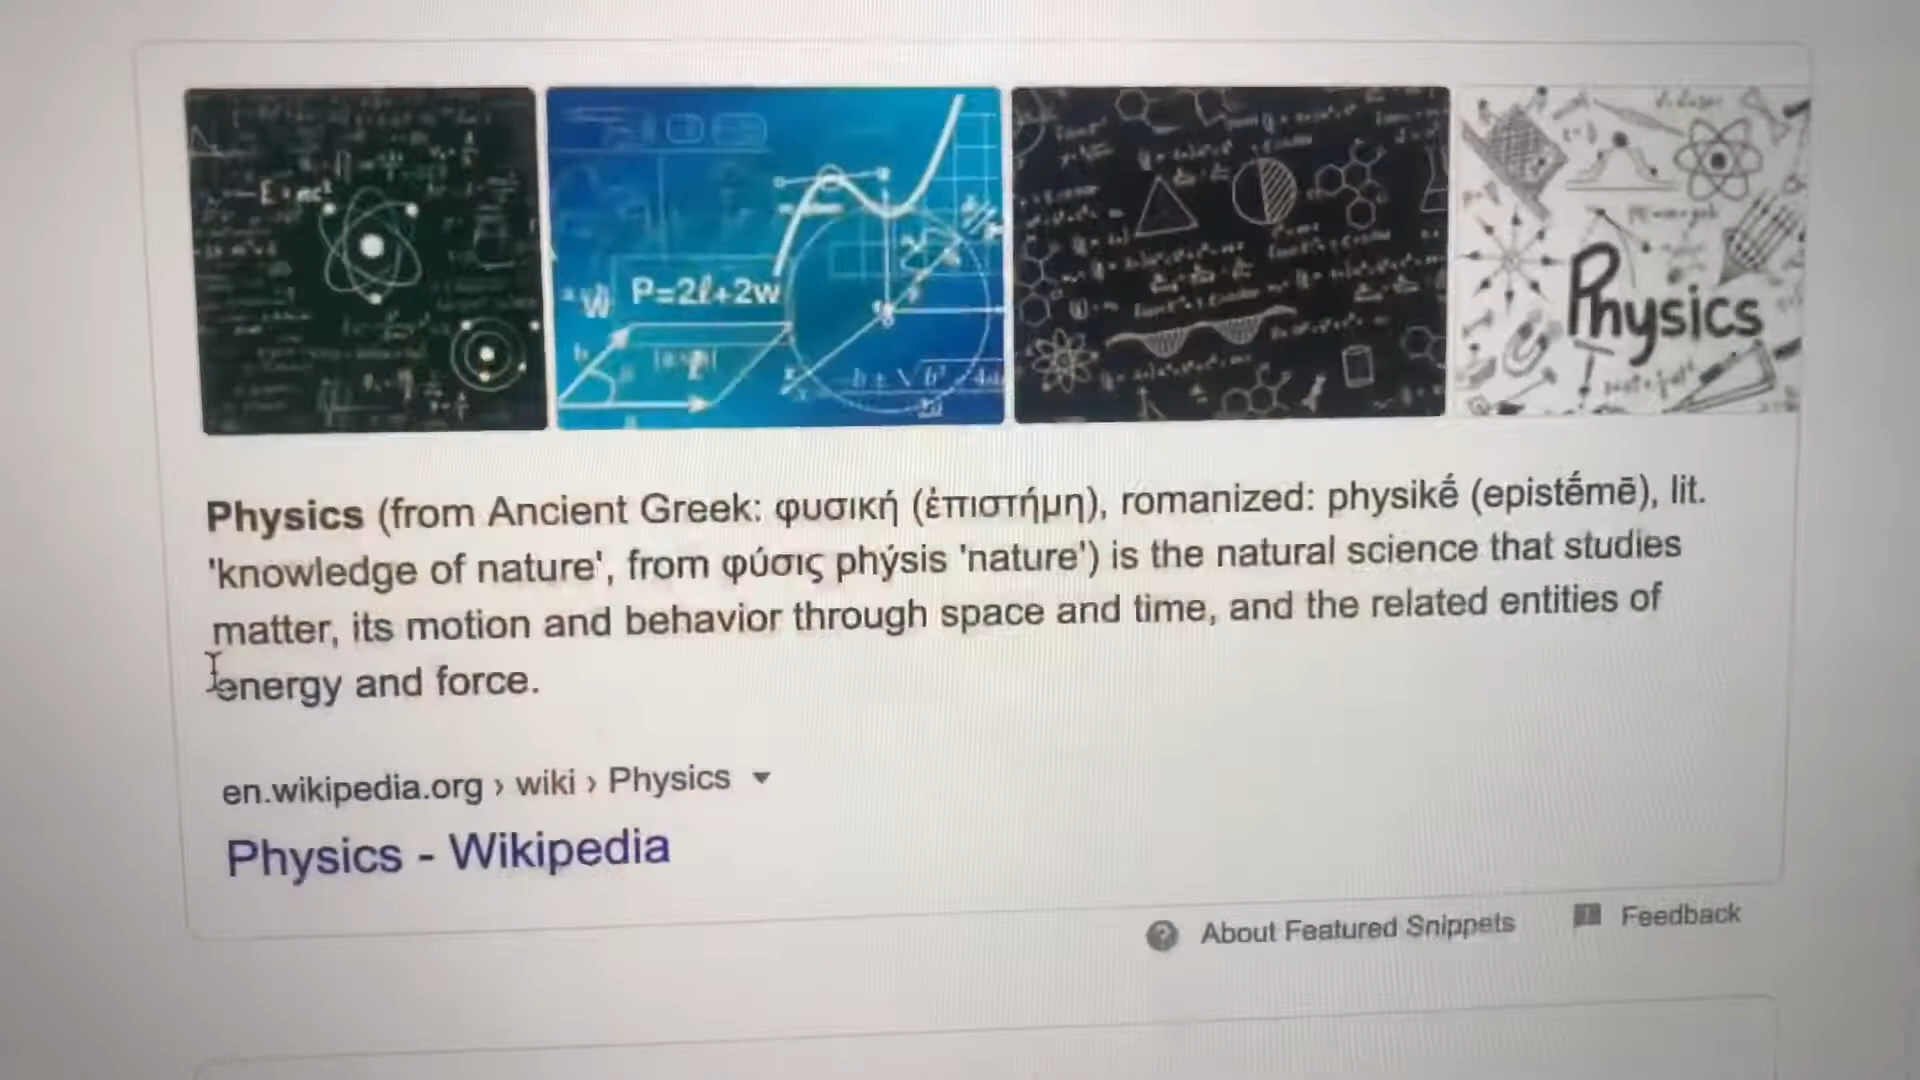 E=mc²
P=2ℓ+2w
Physics
Physics (from Ancient Greek: φυσική (ἐπιστήμη), romanized: physikḗ (epistḗmē), lit.
'knowledge of nature', from φύσις phýsis 'nature') is the natural science that studies
matter, its motion and behavior through space and time, and the related entities of
energy and force.
en.wikipedia.org › wiki › Physics
Physics - Wikipedia
About Featured Snippets
Feedback